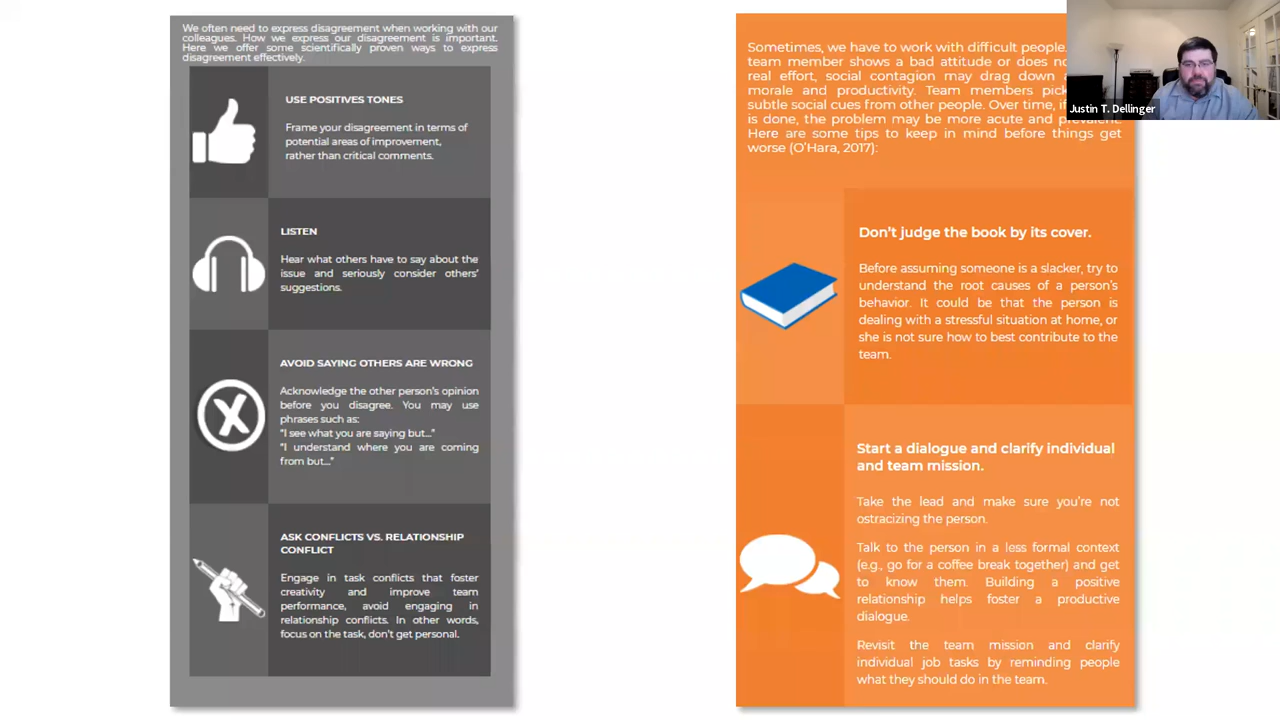 We often need to express disagreement when working with our
colleagues. How we express our disagreement is important.
Here we offer some scientifically proven ways to express
disagreement effectively.
USE POSITIVES TONES
Frame your disagreement in terms of
potential areas of improvement,
rather than critical comments.
LISTEN
Hear what others have to say about the
issue and seriously consider others'
suggestions.
AVOID SAYING OTHERS ARE WRONG
Acknowledge the other person's opinion
before you disagree. You may use
phrases such as:
"I see what you are saying but..."
"I understand where you are coming
from but..."
ASK CONFLICTS VS. RELATIONSHIP
CONFLICT
Engage in task conflicts that foster
creativity and improve team
performance, avoid engaging in
relationship conflicts. In other words,
focus on the task, don't get personal.
Sometimes, we have to work with difficult people.
team member shows a bad attitude or does
real effort, social contagion may drag down
morale and productivity. Team members
subtle social cues from other people. Over time,
is done, the problem may be more acute and prevalent.
Here are some tips to keep in mind before things get
worse (O'Hara, 2017):
Don't judge the book by its cover.
Before assuming someone is a slacker, try to
understand the root causes of a person's
behavior. It could be that the person is
dealing with a stressful situation at home, or
she is not sure how to best contribute to the
team.
Start a dialogue and clarify individual
and team mission.
Take the lead and make sure you're not
ostracizing the person.
Talk to the person in a less formal context
(e.g., go for a coffee break together) and get
to know them. Building a positive
relationship helps foster a productive
dialogue.
Revisit the team mission and clarify
individual job tasks by reminding people
what they should do in the team.
Justin T. Dellinger